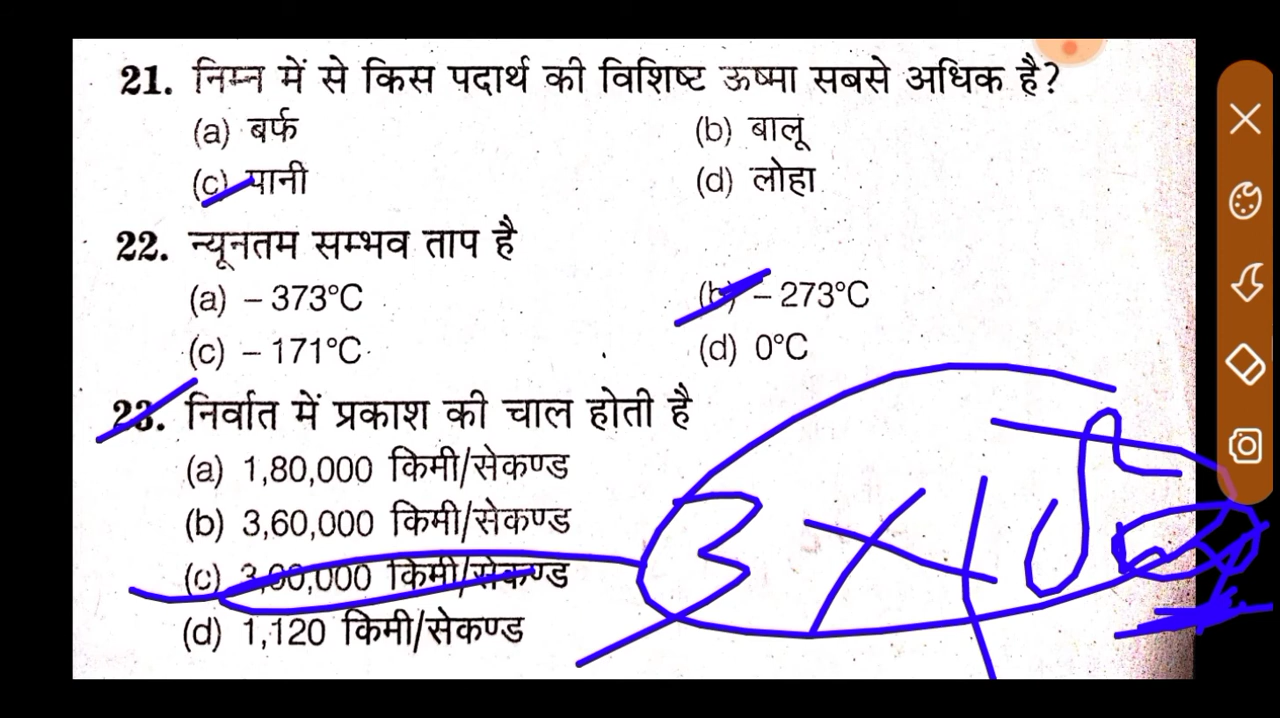 21. निम्न में से किस पदार्थ की विशिष्ट ऊष्मा सबसे अधिक है?
(a) बर्फ (b) बालू
(c) पानी (d) लोहा
22. न्यूनतम सम्भव ताप है
(a) – 373°C (b) – 273°C
(c) – 171°C (d) 0°C
23. निर्वात में प्रकाश की चाल होती है
(a) 1,80,000 किमी/सेकण्ड
(b) 3,60,000 किमी/सेकण्ड
(c) 3,00,000 किमी/सेकण्ड
(d) 1,120 किमी/सेकण्ड
3 × 10